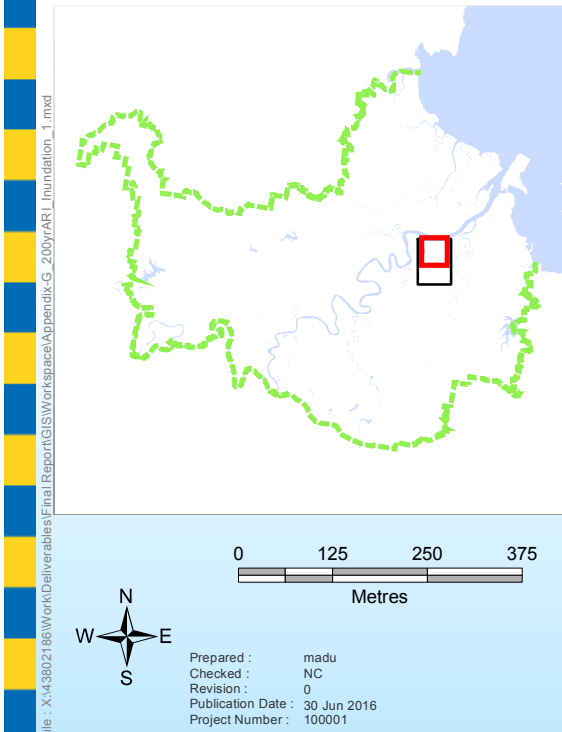 ile : X:\43802186\Work\Deliverables\Final Report\GIS\Workspace\Appendix-G_200yrARI_Inundation_1.mxd
0 125 250 375
Metres
N
W E
S
Prepared : madu
Checked : NC
Revision : 0
Publication Date : 30 Jun 2016
Project Number : 100001